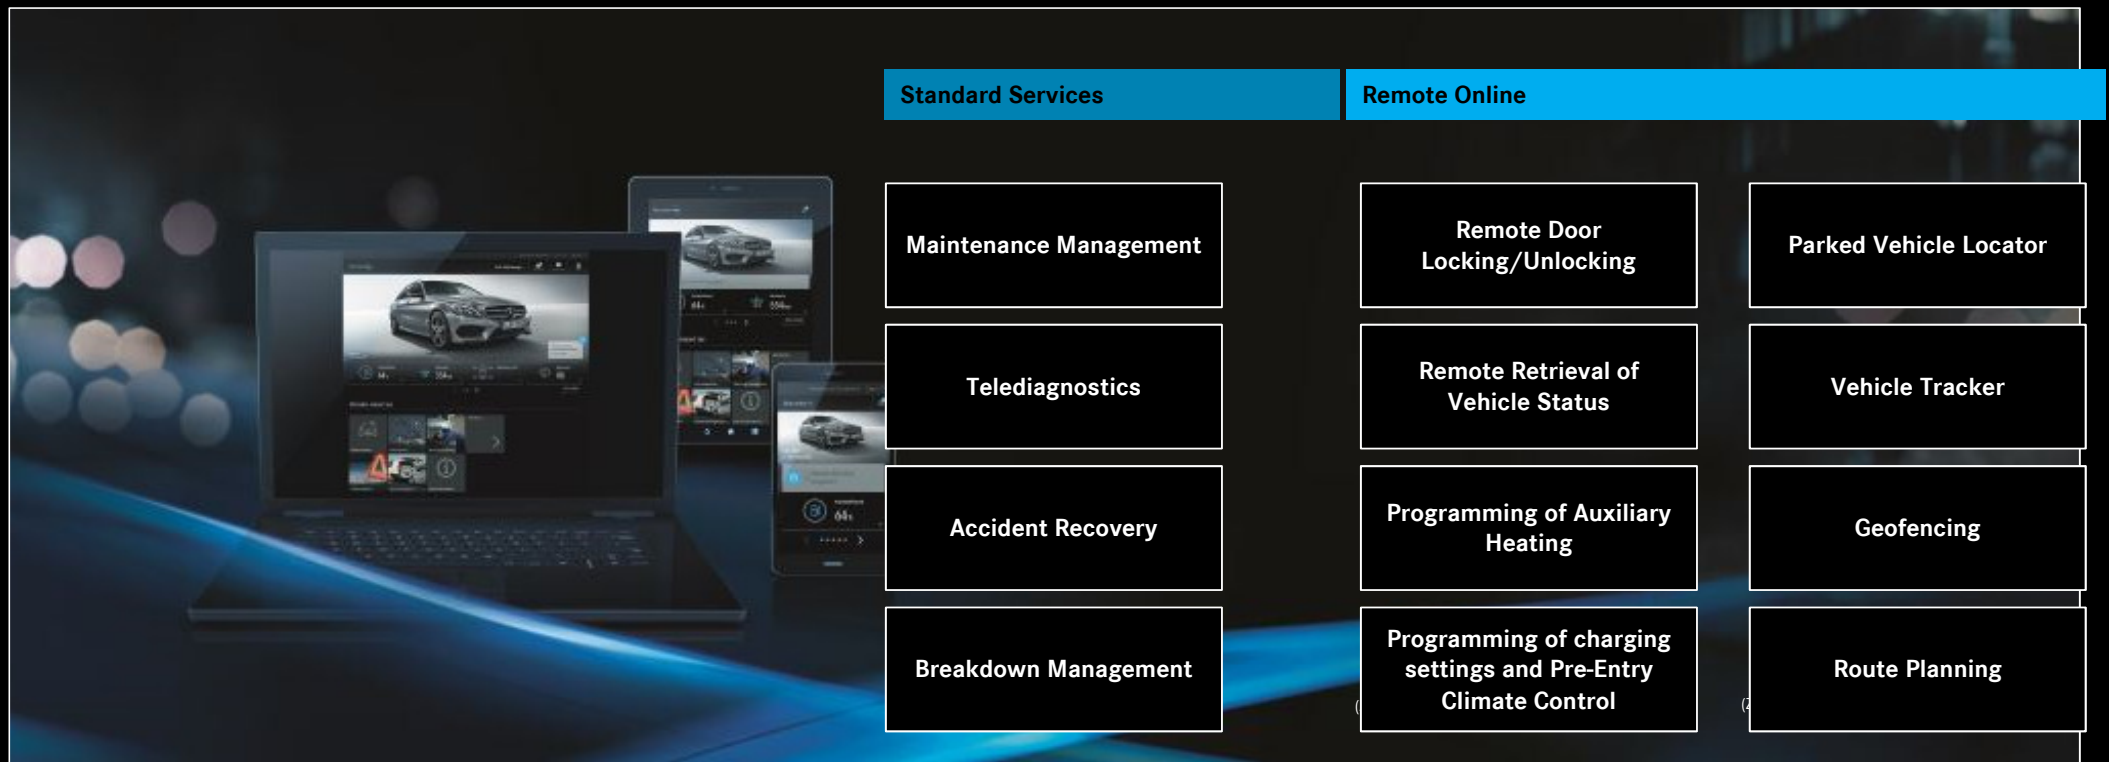 Standard Services
Remote Online
Maintenance Management
Remote Door
Locking/Unlocking
Parked Vehicle Locator
Telediagnostics
Remote Retrieval of
Vehicle Status
Vehicle Tracker
Accident Recovery
Programming of Auxiliary
Heating
Geofencing
Breakdown Management
Programming of charging
settings and Pre-Entry
Climate Control
Route Planning